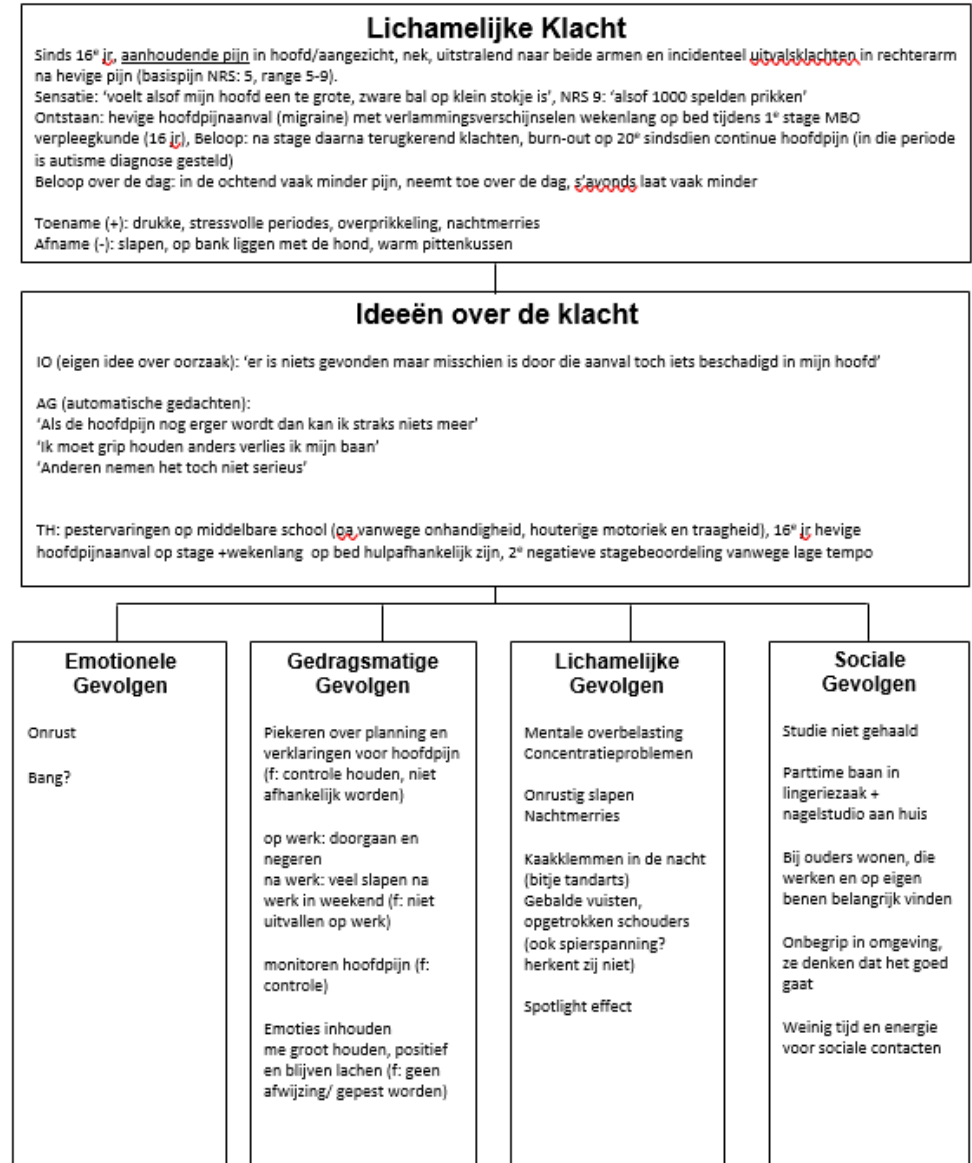 Lichamelijke Klacht
Sinds 16e jr, aanhoudende pijn in hoofd/aangezicht, nek, uitstralend naar beide armen en incidenteel uitvalsklachten in rechterarm
na hevige pijn (basispijn NRS: 5, range 5-9).
Sensatie: ‘voelt alsof mijn hoofd een te grote, zware bal op klein stokje is’, NRS 9: ‘alsof 1000 spelden prikken’
Ontstaan: hevige hoofdpijnaanval (migraine) met verlammingsverschijnselen wekenlang op bed tijdens 1e stage MBO
verpleegkunde (16 jr), Beloop: na stage daarna terugkerend klachten, burn-out op 20e sindsdien continue hoofdpijn (in die periode
is autisme diagnose gesteld)
Beloop over de dag: in de ochtend vaak minder pijn, neemt toe over de dag, s’avonds laat vaak minder
Toename (+): drukke, stressvolle periodes, overprikkeling, nachtmerries
Afname (-): slapen, op bank liggen met de hond, warm pittenkussen
Ideeën over de klacht
IO (eigen idee over oorzaak): ‘er is niets gevonden maar misschien is door die aanval toch iets beschadigd in mijn hoofd’
AG (automatische gedachten):
‘Als de hoofdpijn nog erger wordt dan kan ik straks niets meer’
‘Ik moet grip houden anders verlies ik mijn baan’
‘Anderen nemen het toch niet serieus’
TH: pestervaringen op middelbare school (oa vanwege onhandigheid, houterige motoriek en traagheid), 16e jr hevige
hoofdpijnaanval op stage +wekenlang op bed hulpafhankelijk zijn, 2e negatieve stagebeoordeling vanwege lage tempo
Emotionele
Gevolgen
Onrust
Bang?
Gedragsmatige
Gevolgen
Piekeren over planning en
verklaringen voor hoofdpijn
(f: controle houden, niet
afhankelijk worden)
op werk: doorgaan en
negeren
na werk: veel slapen na
werk in weekend (f: niet
uitvallen op werk)
monitoren hoofdpijn (f:
controle)
Emoties inhouden
me groot houden, positief
en blijven lachen (f: geen
afwijzing/ gepest worden)
Lichamelijke
Gevolgen
Mentale overbelasting
Concentratieproblemen
Onrustig slapen
Nachtmerries
Kaakklemmen in de nacht
(bitje tandarts)
Gebalde vuisten,
opgetrokken schouders
(ook spierspanning?
herkent zij niet)
Spotlight effect
Sociale
Gevolgen
Studie niet gehaald
Parttime baan in
lingeriezaak +
nagelstudio aan huis
Bij ouders wonen, die
werken en op eigen
benen belangrijk vinden
Onbegrip in omgeving,
ze denken dat het goed
gaat
Weinig tijd en energie
voor sociale contacten